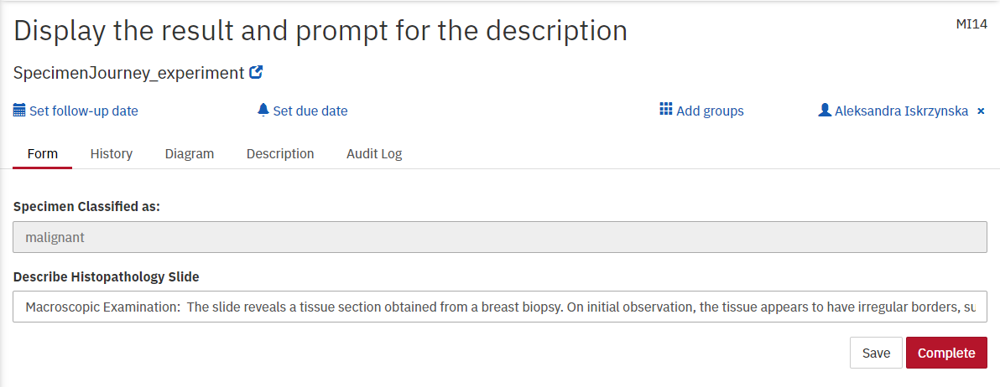 Display the result and prompt for the description
MI14
SpecimenJourney_experiment
Set follow-up date
Set due date
Add groups
Aleksandra Iskrzynska ×
Form History Diagram Description Audit Log
Specimen Classified as:
malignant
Describe Histopathology Slide
Macroscopic Examination: The slide reveals a tissue section obtained from a breast biopsy. On initial observation, the tissue appears to have irregular borders, su
Save Complete